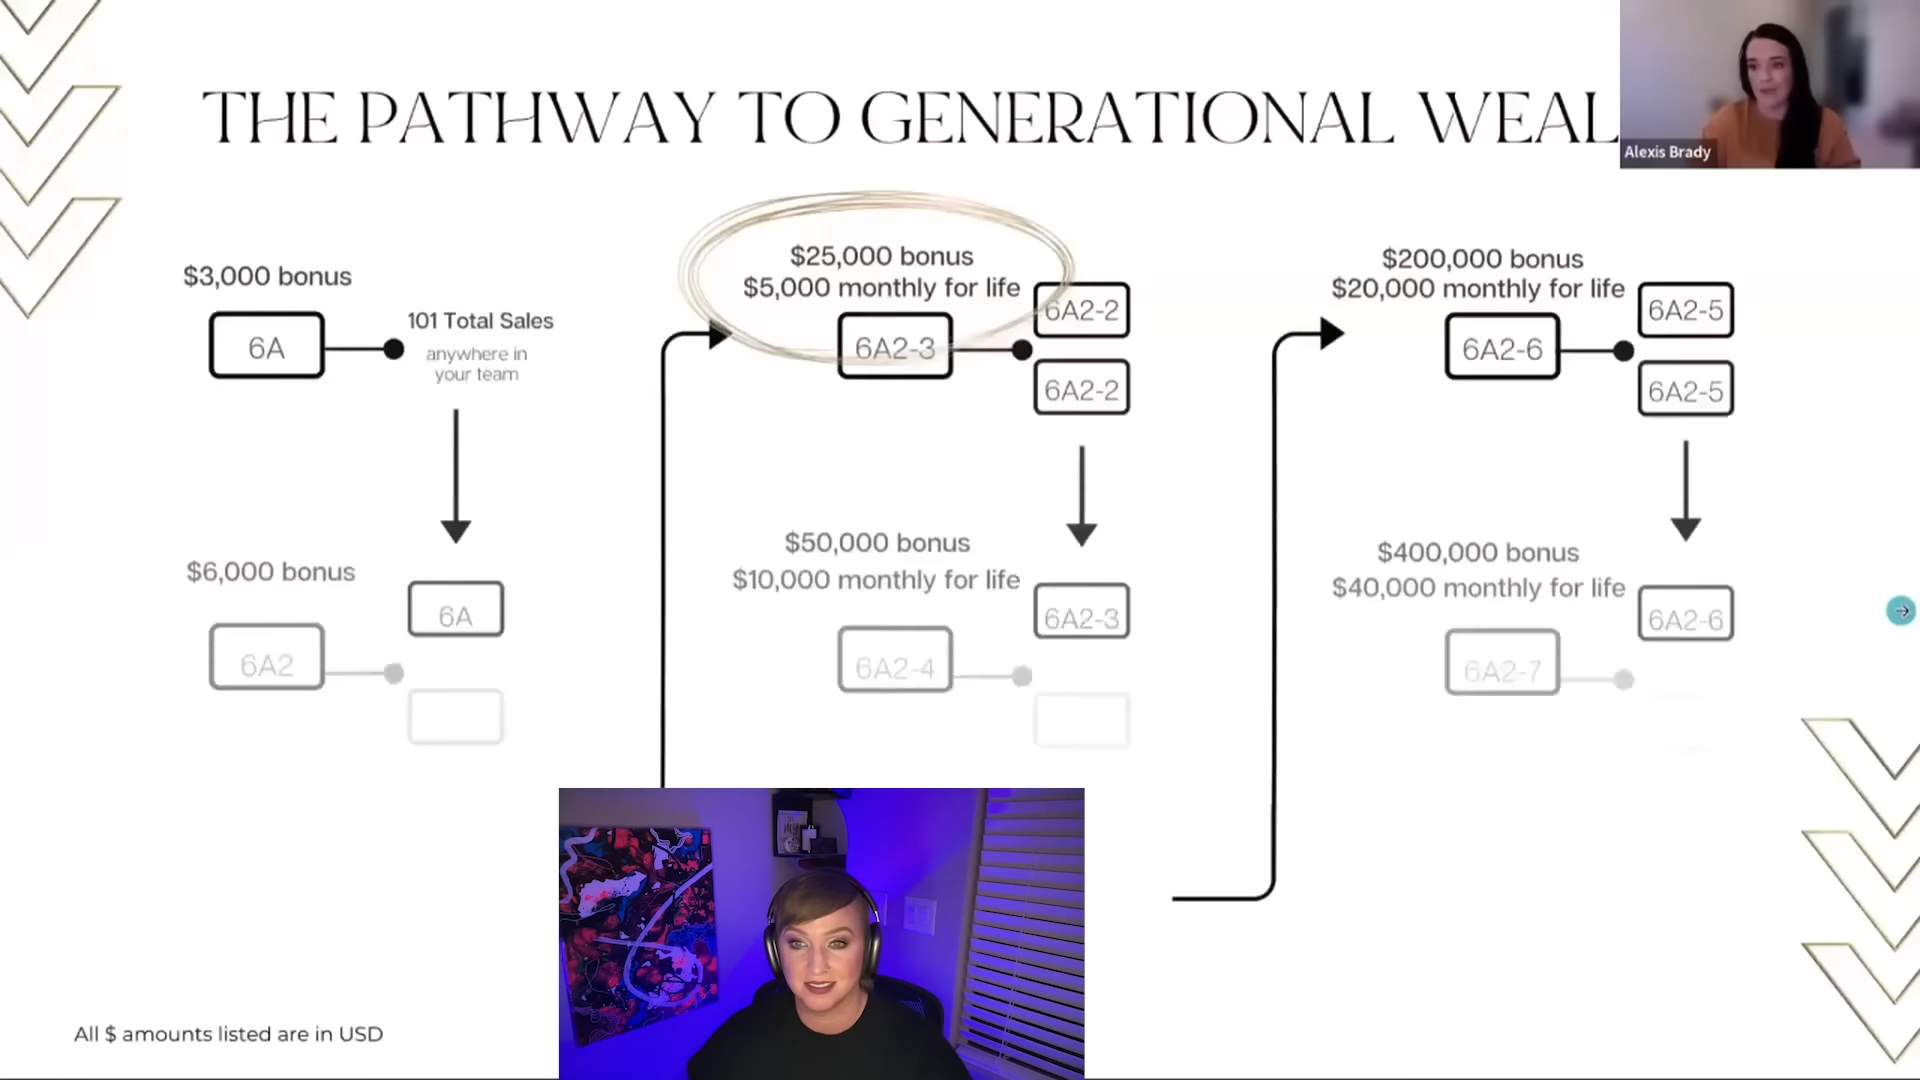 THE PATHWAY TO GENERATIONAL WEAL
Alexis Brady
$3,000 bonus
6A
101 Total Sales
anywhere in
your team
$6,000 bonus
6A2
6A
$25,000 bonus
$5,000 monthly for life
6A2-3
6A2-2
6A2-2
$50,000 bonus
$10,000 monthly for life
6A2-4
6A2-3
$200,000 bonus
$20,000 monthly for life
6A2-6
6A2-5
6A2-5
$400,000 bonus
$40,000 monthly for life
6A2-7
6A2-6
All $ amounts listed are in USD